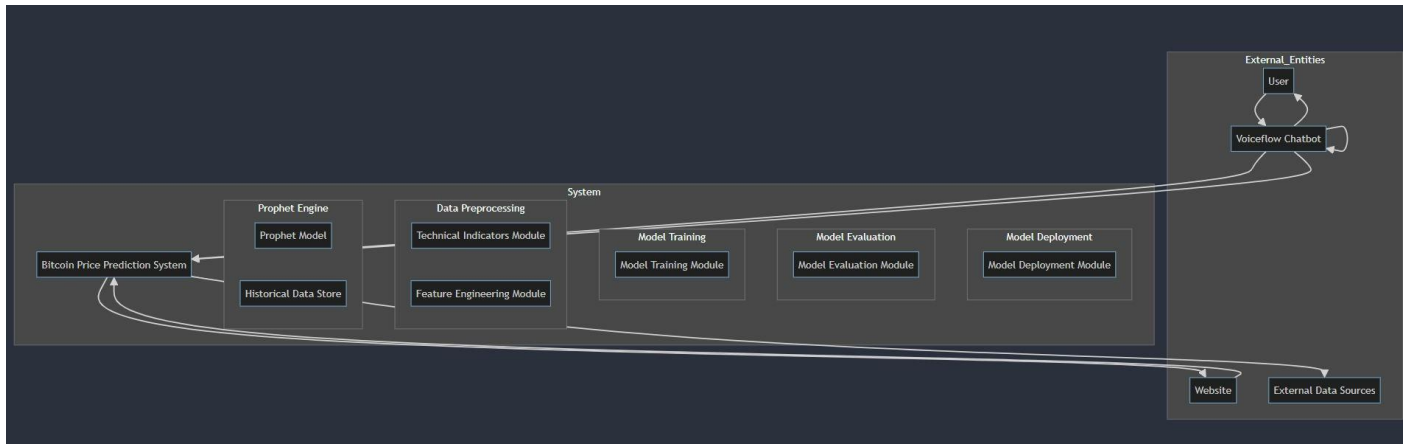 External_Entities
User
Voiceflow Chatbot
System
Prophet Engine
Data Preprocessing
Prophet Model
Technical Indicators Module
Model Training
Model Evaluation
Model Deployment
Bitcoin Price Prediction System
Model Training Module
Model Evaluation Module
Model Deployment Module
Historical Data Store
Feature Engineering Module
Website
External Data Sources